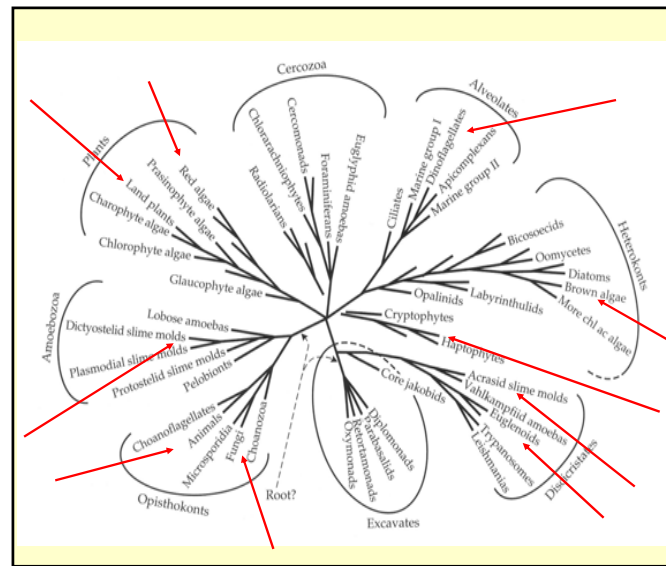 Cercozoa
Cercomonads
Chlorarachniophytes
Foraminiferans
Euglyphid amoebas
Radiolarians
Alveolates
Marine group I
Dinoflagellates
Apicomplexans
Marine group II
Ciliates
Plants
Red algae
Prasinophyte algae
Land plants
Charophyte algae
Chlorophyte algae
Glaucophyte algae
Heterokonts
Bicosoecids
Oomycetes
Diatoms
Brown algae
More chl ac algae
Labyrinthulids
Opalinids
Cryptophytes
Haptophytes
Amoebozoa
Lobose amoebas
Dictyostelid slime molds
Plasmodial slime molds
Protostelid slime molds
Pelobionts
Core jakobids
Acrasid slime molds
Vahlkampfiid amoebas
Euglenoids
Trypanosomes
Leishmanias
Discicristates
Choanoflagellates
Animals
Microsporidia
Fungi
Choanozoa
Opisthokonts
Root?
Diplomonads
Parabasalids
Retortamonads
Oxymonads
Excavates